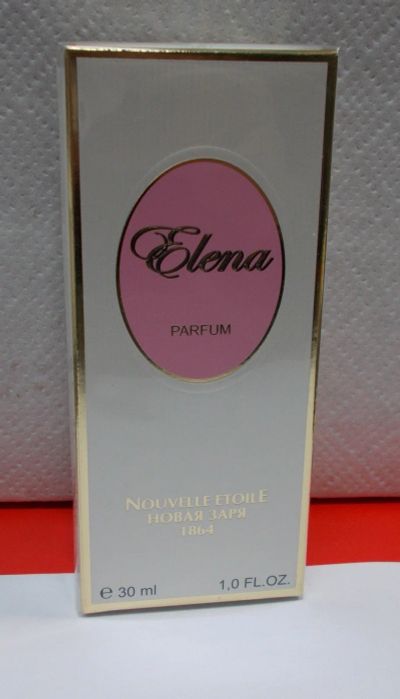 Elena
PARFUM
NOUVELLE ETOILE
НОВАЯ ЗАРЯ
1864
℮ 30 ml 1,0 FL.OZ.